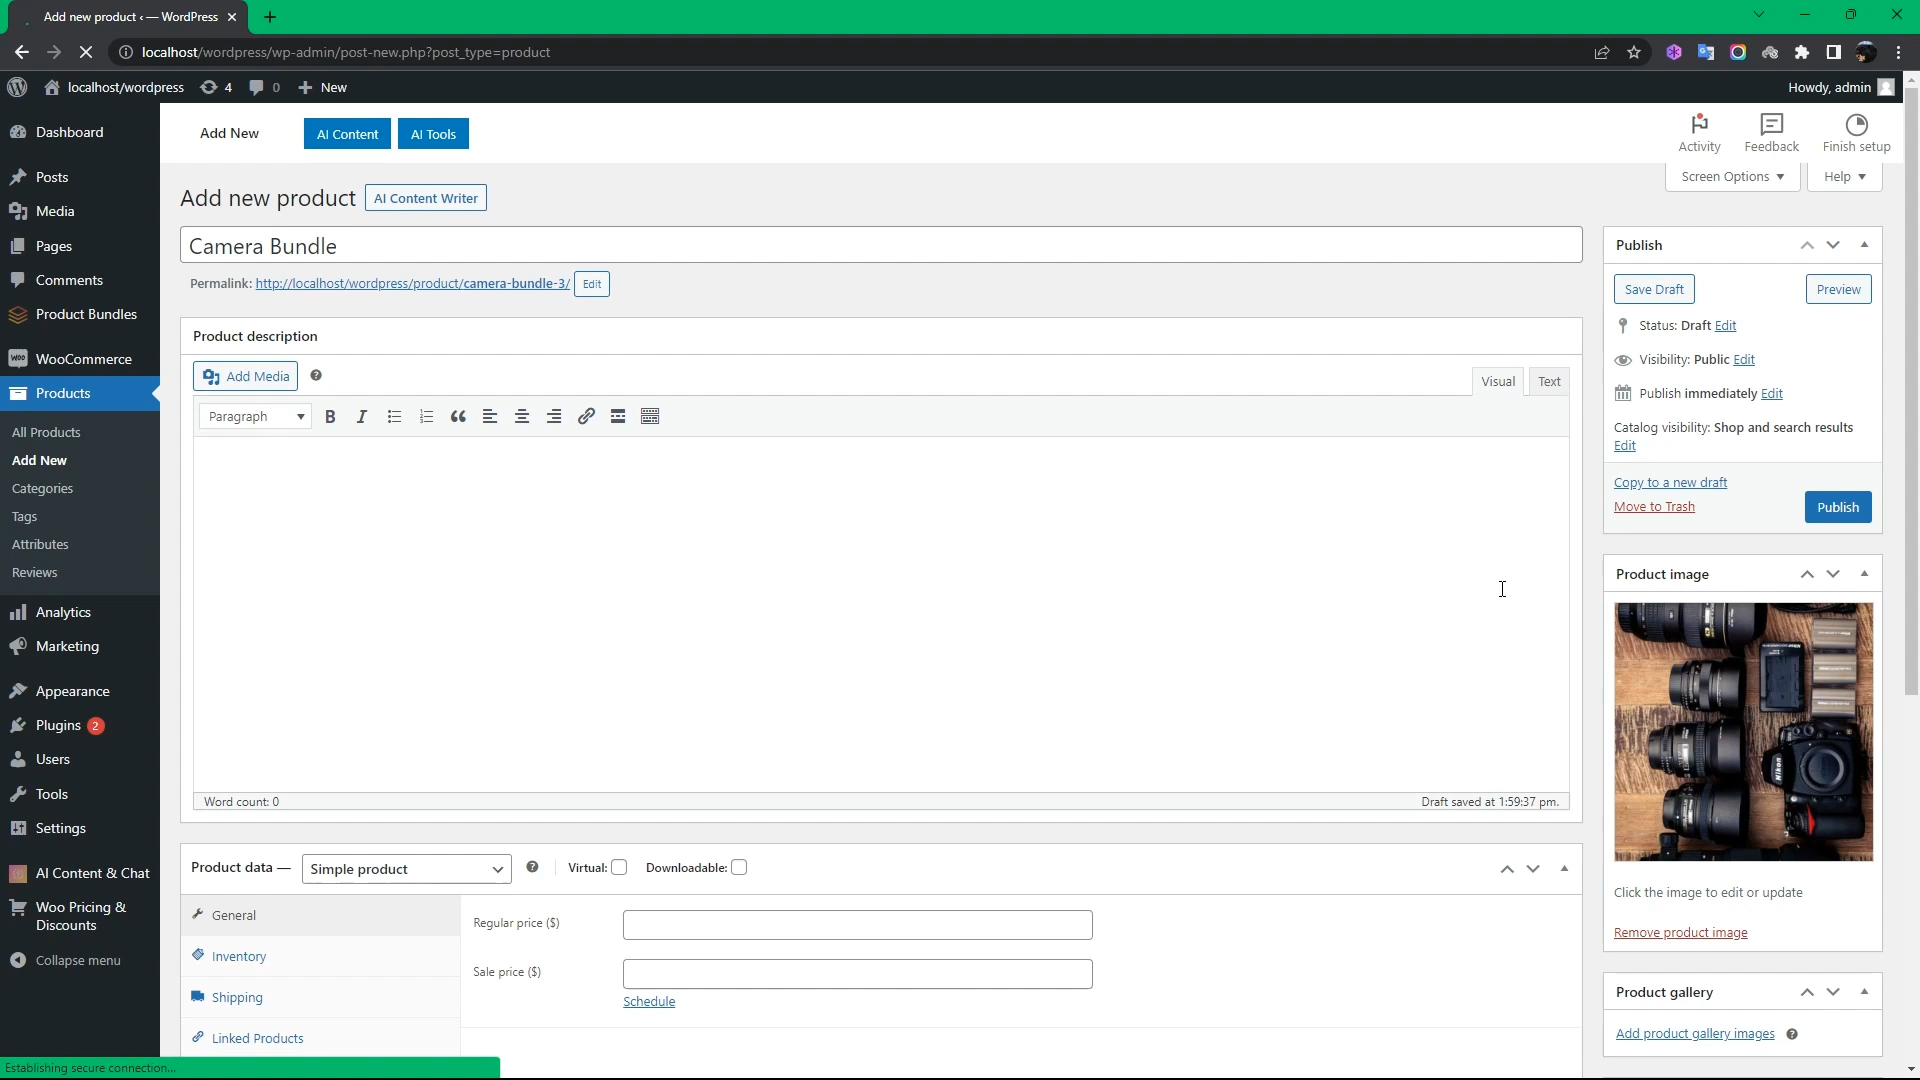 Add new product ‹ — WordPress
localhost/wordpress/wp-admin/post-new.php?post_type=product
localhost/wordpress 4 0 New
Howdy, admin
Dashboard
Posts
Media
Pages
Comments
Product Bundles
WooCommerce
Products
All Products
Add New
Categories
Tags
Attributes
Reviews
Analytics
Marketing
Appearance
Plugins 2
Users
Tools
Settings
AI Content & Chat
Woo Pricing &
Discounts
Collapse menu
Add New AI Content AI Tools
Activity Feedback Finish setup
Screen Options Help
Add new product AI Content Writer
Camera Bundle
Permalink: http://localhost/wordpress/product/camera-bundle-3/ Edit
Product description
Add Media
Visual Text
Paragraph
Word count: 0
Draft saved at 1:59:37 pm.
Product data — Simple product Virtual: Downloadable:
General
Inventory
Shipping
Linked Products
Regular price ($)
Sale price ($)
Schedule
Publish
Save Draft Preview
Status: Draft Edit
Visibility: Public Edit
Publish immediately Edit
Catalog visibility: Shop and search results
Edit
Copy to a new draft
Move to Trash
Publish
Product image
Nikon
Click the image to edit or update
Remove product image
Product gallery
Add product gallery images
Establishing secure connection...